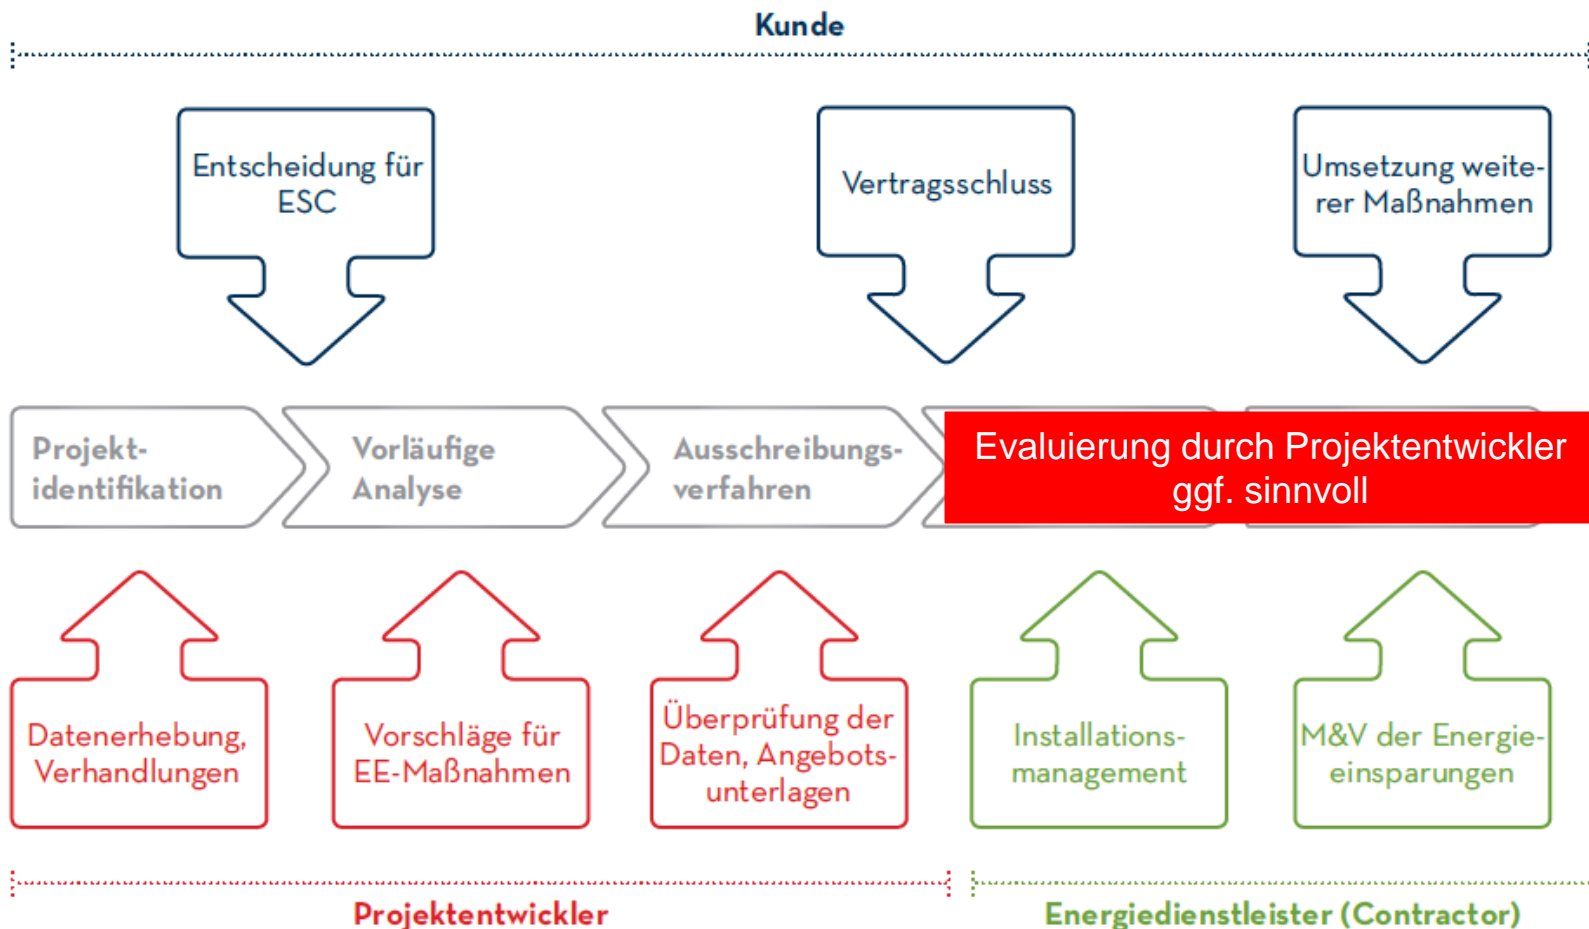 Kunde
Entscheidung für
ESC
Vertragsschluss
Umsetzung weite-
rer Maßnahmen
Projekt-
identifikation
Vorläufige
Analyse
Ausschreibungs-
verfahren
Evaluierung durch Projektentwickler
ggf. sinnvoll
Datenerhebung,
Verhandlungen
Vorschläge für
EE-Maßnahmen
Überprüfung der
Daten, Angebots-
unterlagen
Installations-
management
M&V der Energie-
einsparungen
Projektentwickler
Energiedienstleister (Contractor)